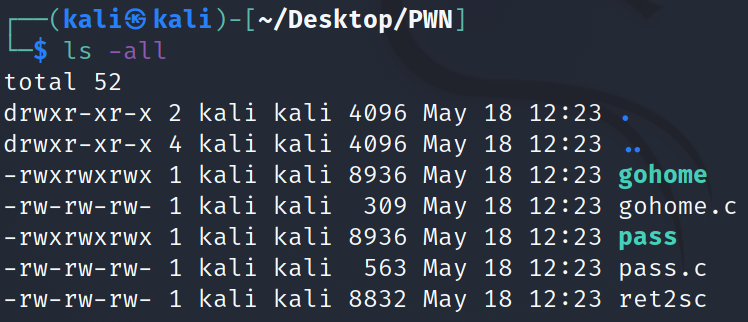 ┌──(kali㉿kali)-[~/Desktop/PWN]
└─$ ls -all
total 52
drwxr-xr-x 2 kali kali 4096 May 18 12:23 .
drwxr-xr-x 4 kali kali 4096 May 18 12:23 ..
-rwxrwxrwx 1 kali kali 8936 May 18 12:23 gohome
-rw-rw-rw- 1 kali kali  309 May 18 12:23 gohome.c
-rwxrwxrwx 1 kali kali 8936 May 18 12:23 pass
-rw-rw-rw- 1 kali kali  563 May 18 12:23 pass.c
-rw-rw-rw- 1 kali kali 8832 May 18 12:23 ret2sc